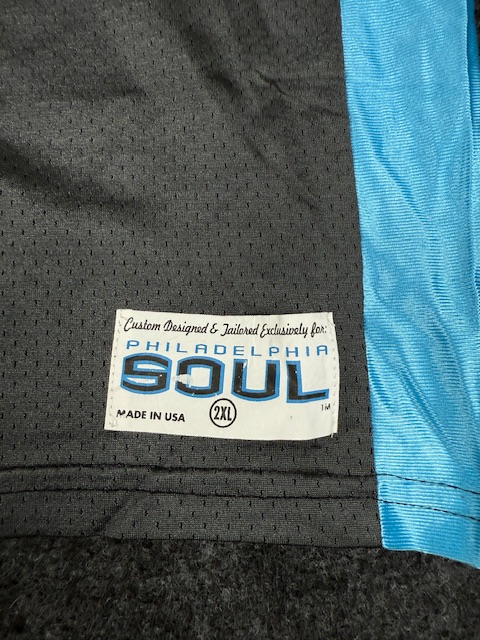 Custom Designed & Tailored Exclusively for:
PHILADELPHIA
SOUL
TM
MADE IN USA 2XL